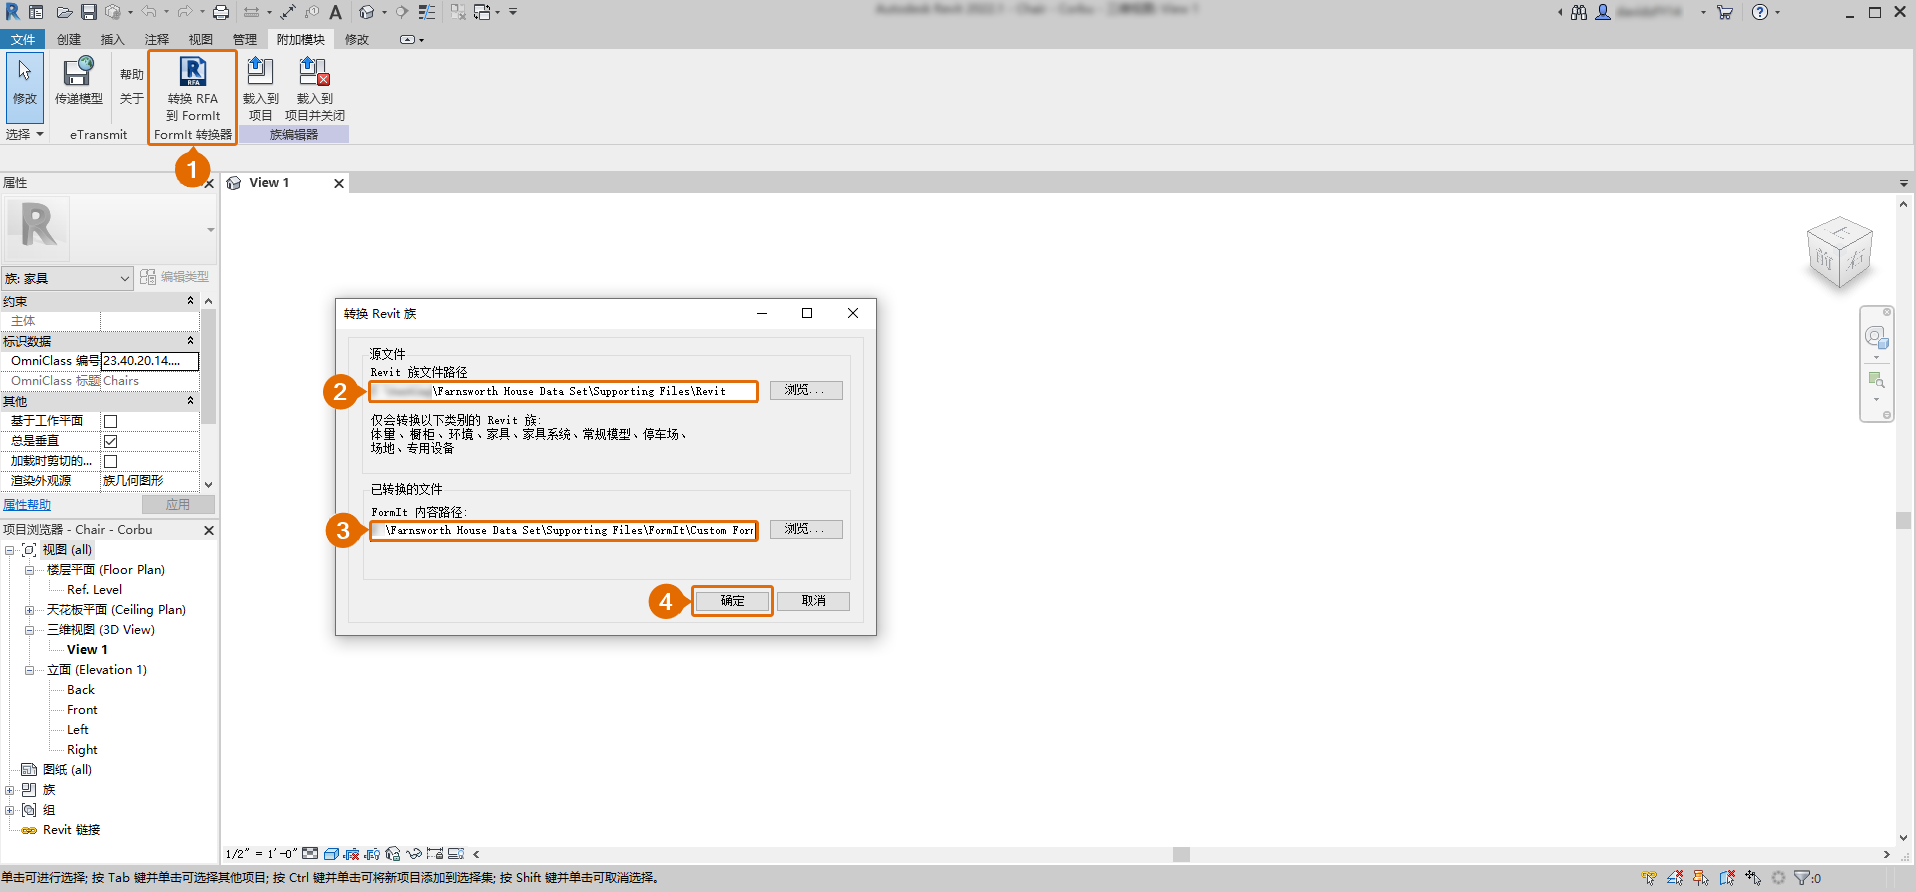 文件 创建 插入 注释 视图 管理 附加模块 修改
修改
传递模型
帮助
关于
转换 RFA
到 FormIt
载入到
项目
载入到
项目并关闭
选择
eTransmit
FormIt 转换器
族编辑器
1
属性
View 1
族: 家具
编辑类型
约束
主体
标识数据
OmniClass 编号 23.40.20.14....
OmniClass 标题 Chairs
其他
基于工作平面
总是垂直
加载时剪切的...
渲染外观源 族几何图形
属性帮助
应用
项目浏览器 - Chair - Corbu
视图 (all)
楼层平面 (Floor Plan)
Ref. Level
天花板平面 (Ceiling Plan)
三维视图 (3D View)
View 1
立面 (Elevation 1)
Back
Front
Left
Right
图纸 (all)
族
组
Revit 链接
转换 Revit 族
源文件
Revit 族文件路径
2
\Farnsworth House Data Set\Supporting Files\Revit
浏览...
仅会转换以下类别的 Revit 族:
体量、橱柜、环境、家具、家具系统、常规模型、停车场、
场地、专用设备
已转换的文件
FormIt 内容路径:
3
\Farnsworth House Data Set\Supporting Files\FormIt\Custom Form
浏览...
4
确定
取消
上
前
右
1/2" = 1'-0"
单击可进行选择; 按 Tab 键并单击可选择其他项目; 按 Ctrl 键并单击可将新项目添加到选择集; 按 Shift 键并单击可取消选择。
:0